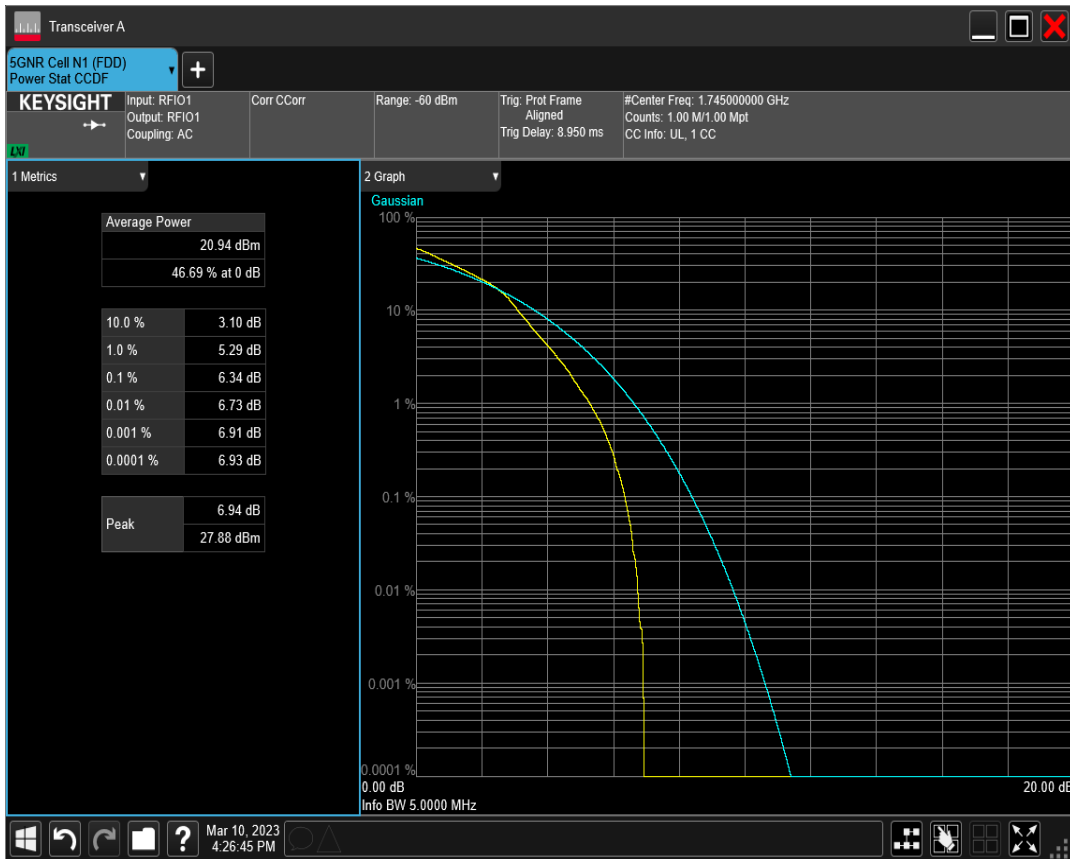 Transceiver A
5GNR Cell N1 (FDD)
Power Stat CCDF
+
KEYSIGHT
LXI
Input: RFIO1
Output: RFIO1
Coupling: AC
Corr CCorr
Range: -60 dBm
Trig: Prot Frame
Aligned
Trig Delay: 8.950 ms
#Center Freq: 1.745000000 GHz
Counts: 1.00 M/1.00 Mpt
CC Info: UL, 1 CC
1 Metrics
Average Power
20.94 dBm
46.69 % at 0 dB
10.0 % 3.10 dB
1.0 % 5.29 dB
0.1 % 6.34 dB
0.01 % 6.73 dB
0.001 % 6.91 dB
0.0001 % 6.93 dB
Peak
6.94 dB
27.88 dBm
2 Graph
Gaussian
100 %
10 %
1 %
0.1 %
0.01 %
0.001 %
0.0001 %
0.00 dB 20.00 dB
Info BW 5.0000 MHz
?
Mar 10, 2023
4:26:45 PM